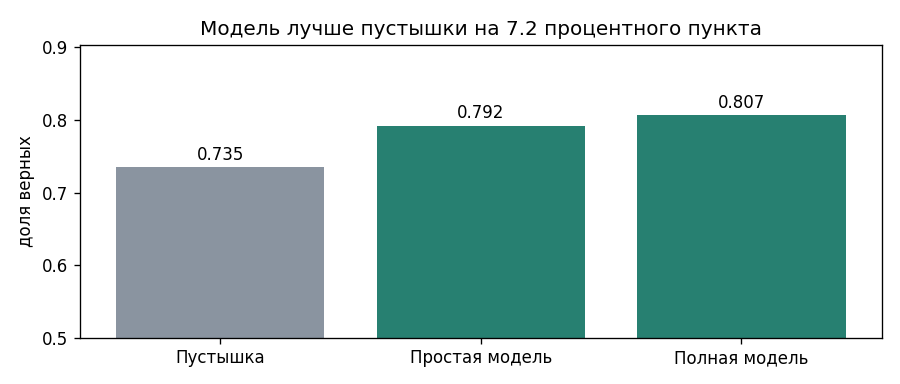 Модель лучше пустышки на 7.2 процентного пункта
доля верных
0.9
0.8
0.7
0.6
0.5
0.735
0.792
0.807
Пустышка
Простая модель
Полная модель